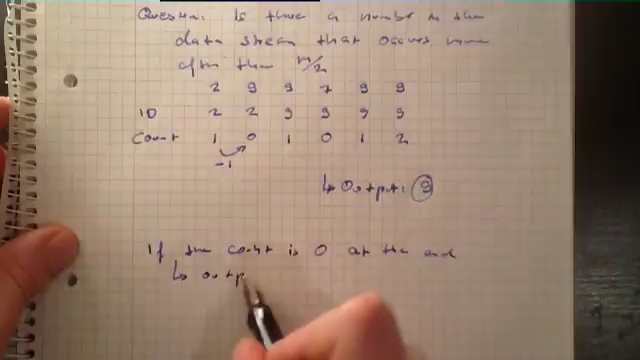 Question: Is there a number in the
data stream that occurs more
often than n/2
2 9 9 7 9 9
ID 2 2 9 9 9 9
Count 1 0 1 0 1 2
-1
↳ Output: 9
If the count is 0 at the end
↳ outp